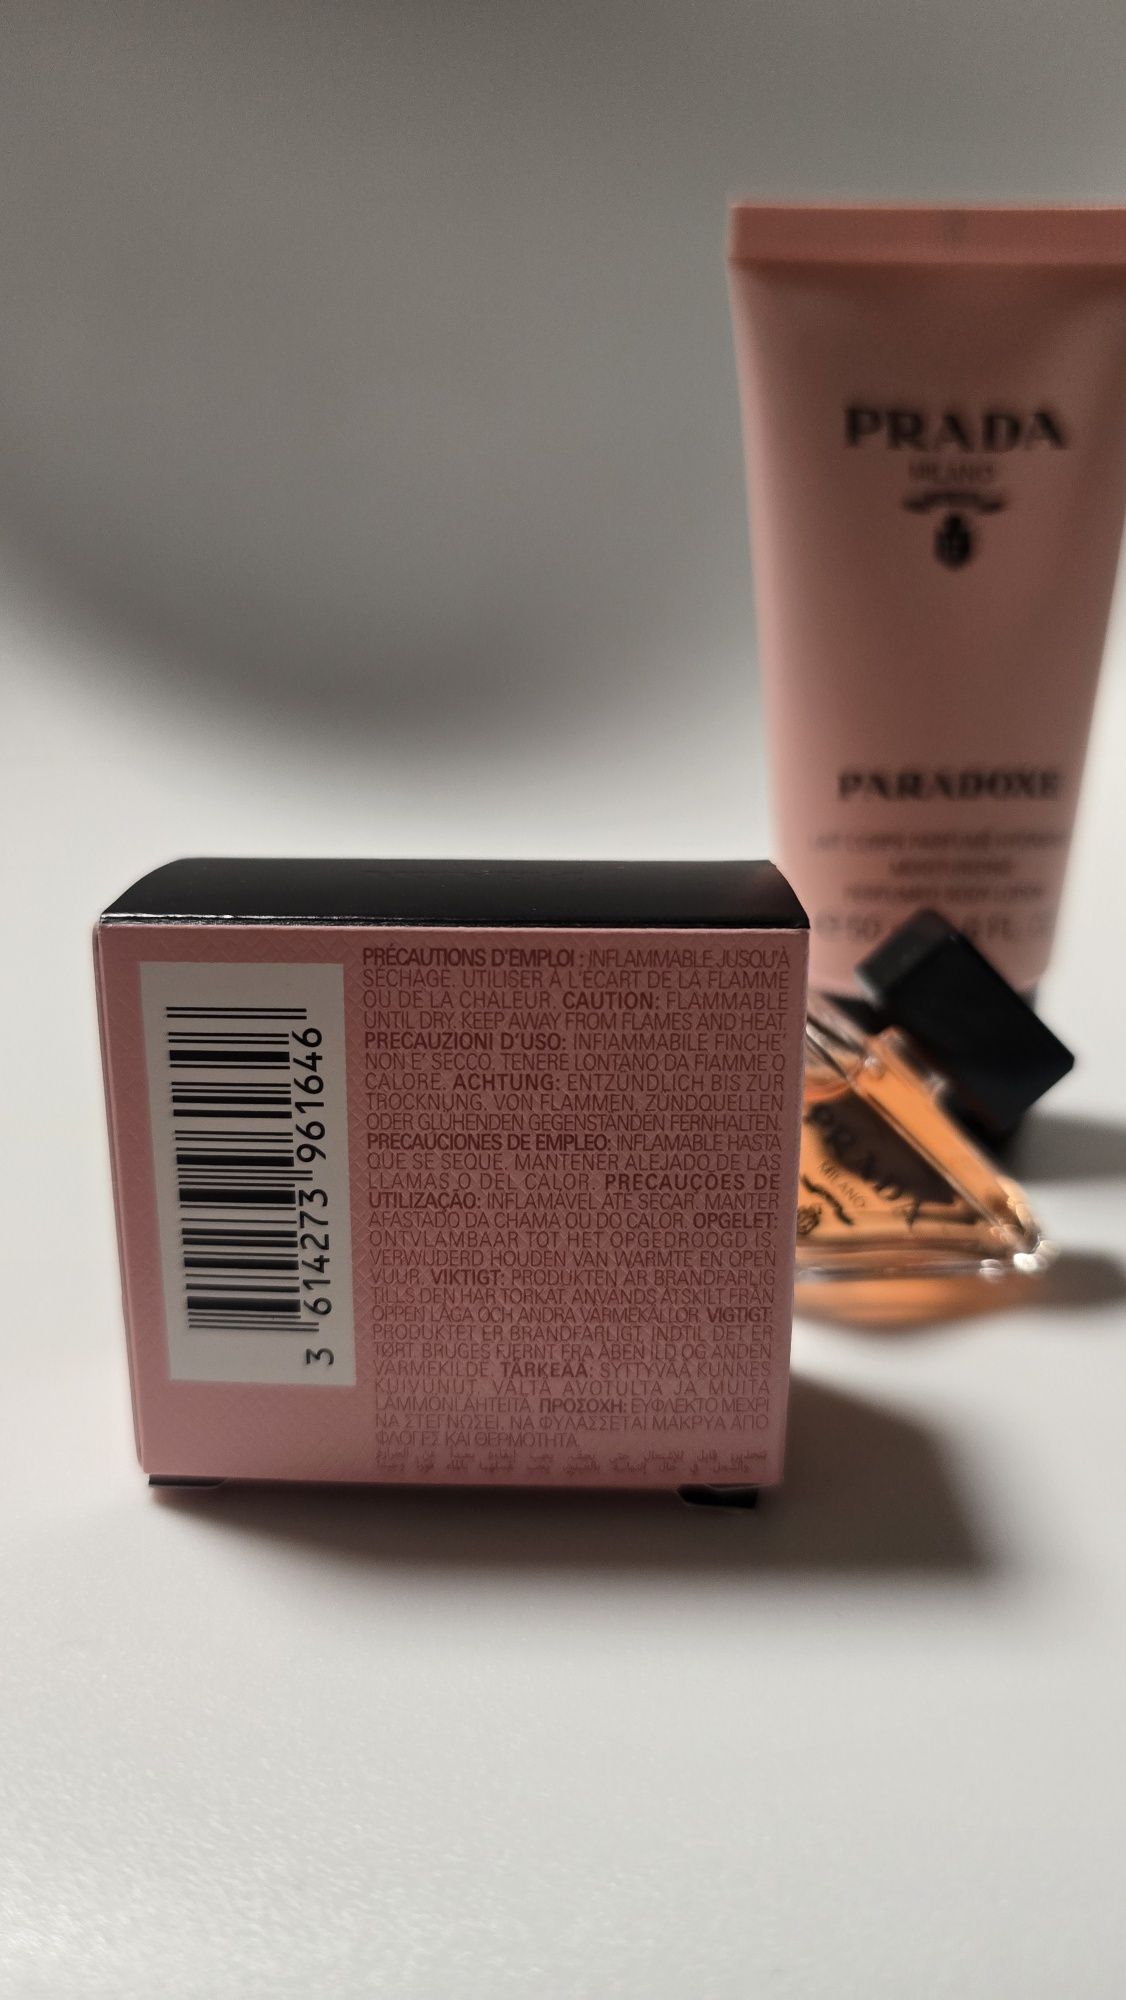 PRADA
MILANO
PARADOXE
MOISTURIZING
PERFUMED BODY LOTION
PRADA
MILANO
3 614273 961646
PRÉCAUTIONS D'EMPLOI : INFLAMMABLE JUSQU'À
SÉCHAGE. UTILISER À L'ÉCART DE LA FLAMME
OU DE LA CHALEUR. CAUTION: FLAMMABLE
UNTIL DRY. KEEP AWAY FROM FLAMES AND HEAT.
PRECAUZIONI D'USO: INFIAMMABILE FINCHE'
NON E' SECCO. TENERE LONTANO DA FIAMME O
CALORE. ACHTUNG: ENTZÜNDLICH BIS ZUR
TROCKNUNG. VON FLAMMEN, ZÜNDQUELLEN
ODER GLÜHENDEN GEGENSTÄNDEN FERNHALTEN.
PRECAUCIONES DE EMPLEO: INFLAMABLE HASTA
QUE SE SEQUE. MANTENER ALEJADO DE LAS
LLAMAS O DEL CALOR. PRECAUÇÕES DE
UTILIZAÇÃO: INFLAMÁVEL ATÉ SECAR. MANTER
AFASTADO DA CHAMA OU DO CALOR. OPGELET:
ONTVLAMBAAR TOT HET OPGEDROOGD IS.
VERWIJDERD HOUDEN VAN WARMTE EN OPEN
VUUR. VIKTIGT: PRODUKTEN ÄR BRANDFARLIG
TILLS DEN HAR TORKAT. ANVÄNDS ÅTSKILT FRÅN
ÖPPEN LÅGA OCH ANDRA VÄRMEKÄLLOR. VIGTIGT:
PRODUKTET ER BRANDFARLIGT, INDTIL DET ER
TØRT. BRUGES FJERNT FRA ÅBEN ILD OG ANDEN
VARMEKILDE. TÄRKEÄÄ: SYTTYVÄÄ KUNNES
KUIVUNUT. VÄLTÄ AVOTULTA JA MUITA
LÄMMÖNLÄHTEITÄ. ΠΡΟΣΟΧΗ: ΕΥΦΛΕΚΤΟ ΜΕΧΡΙ
ΝΑ ΣΤΕΓΝΩΣΕΙ. ΝΑ ΦΥΛΑΣΣΕΤΑΙ ΜΑΚΡΥΑ ΑΠΟ
ΦΛΟΓΕΣ ΚΑΙ ΘΕΡΜΟΤΗΤΑ.